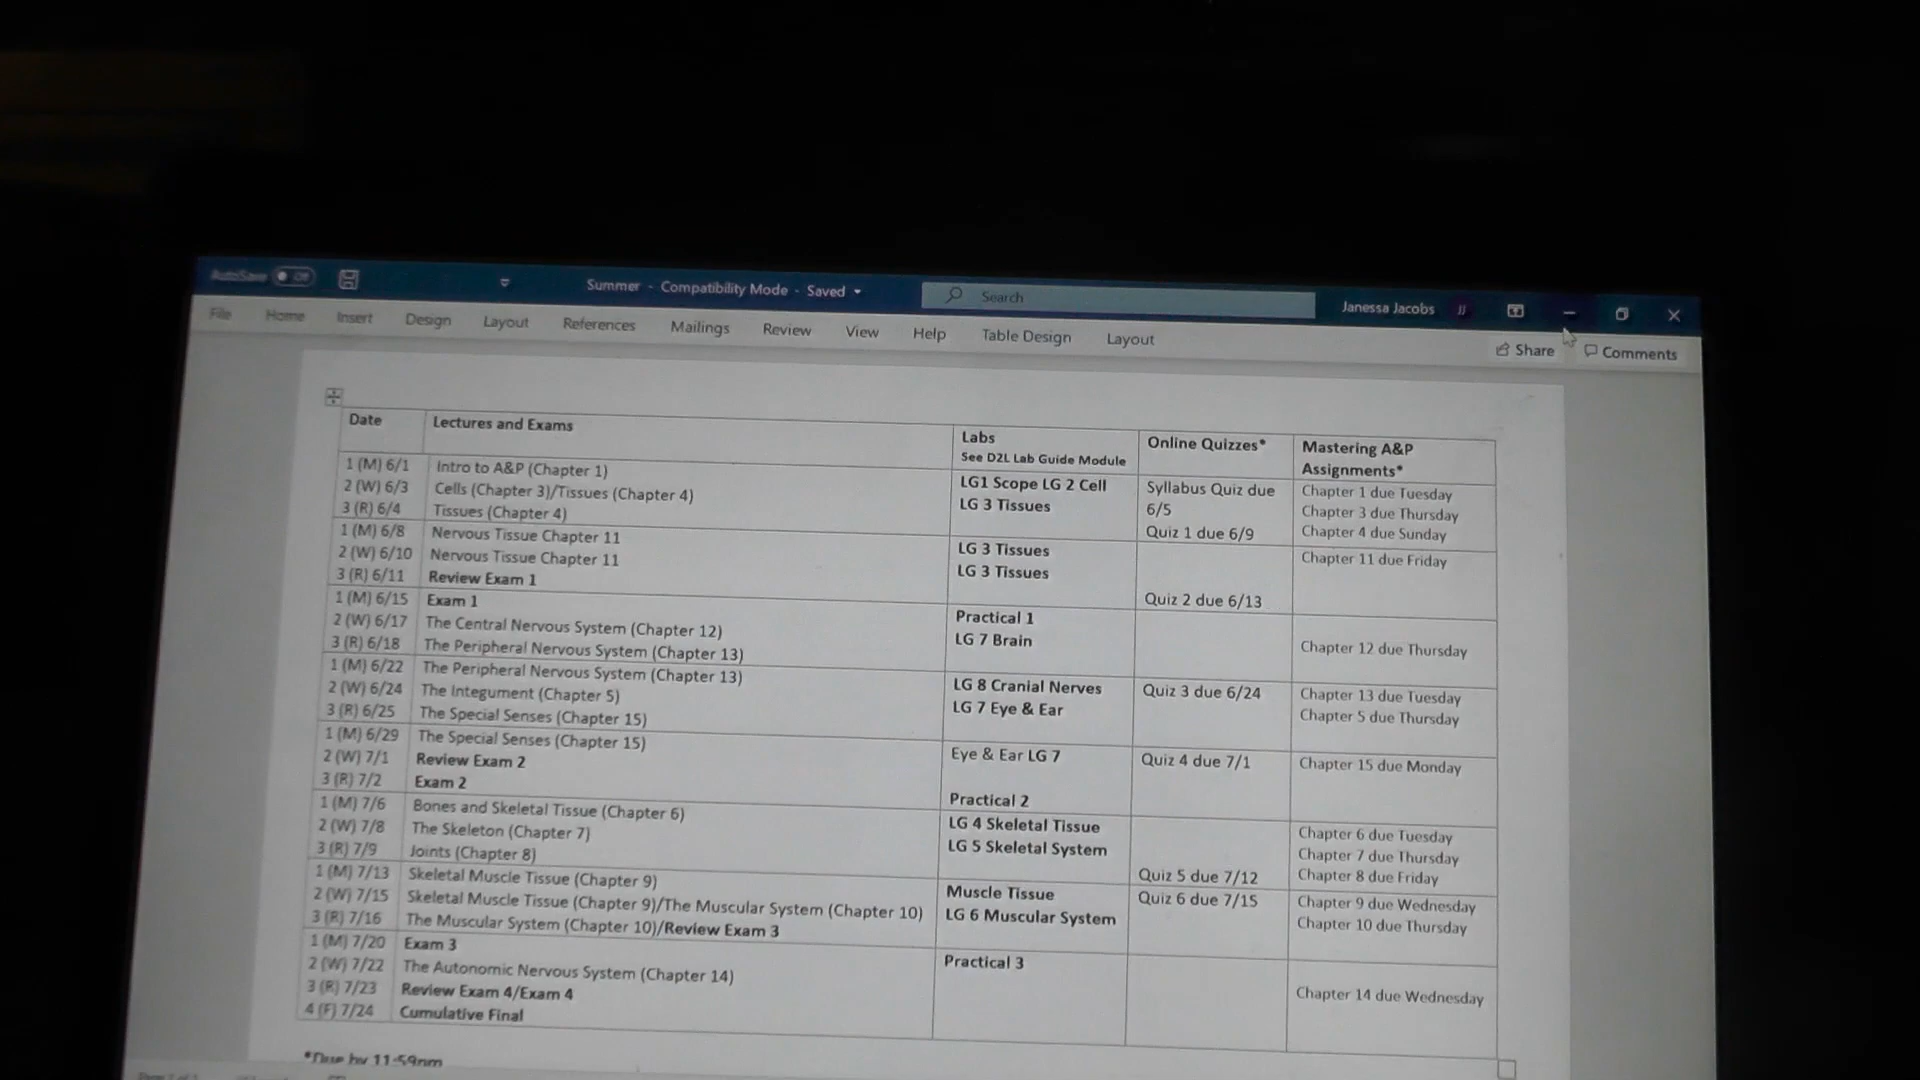 AutoSave Off Summer - Compatibility Mode - Saved Search Janessa Jacobs JJ
File Home Insert Design Layout References Mailings Review View Help Table Design Layout
Share Comments
Date Lectures and Exams Labs Online Quizzes* Mastering A&P
See D2L Lab Guide Module Assignments*
1 (M) 6/1 Intro to A&P (Chapter 1) LG1 Scope LG 2 Cell Syllabus Quiz due Chapter 1 due Tuesday
2 (W) 6/3 Cells (Chapter 3)/Tissues (Chapter 4) LG 3 Tissues 6/5 Chapter 3 due Thursday
3 (R) 6/4 Tissues (Chapter 4) Quiz 1 due 6/9 Chapter 4 due Sunday
1 (M) 6/8 Nervous Tissue Chapter 11 LG 3 Tissues Chapter 11 due Friday
2 (W) 6/10 Nervous Tissue Chapter 11 LG 3 Tissues
3 (R) 6/11 Review Exam 1 Quiz 2 due 6/13
1 (M) 6/15 Exam 1 Practical 1
2 (W) 6/17 The Central Nervous System (Chapter 12) LG 7 Brain Chapter 12 due Thursday
3 (R) 6/18 The Peripheral Nervous System (Chapter 13)
1 (M) 6/22 The Peripheral Nervous System (Chapter 13) LG 8 Cranial Nerves Quiz 3 due 6/24 Chapter 13 due Tuesday
2 (W) 6/24 The Integument (Chapter 5) LG 7 Eye & Ear Chapter 5 due Thursday
3 (R) 6/25 The Special Senses (Chapter 15)
1 (M) 6/29 The Special Senses (Chapter 15) Eye & Ear LG 7 Quiz 4 due 7/1 Chapter 15 due Monday
2 (W) 7/1 Review Exam 2
3 (R) 7/2 Exam 2 Practical 2
1 (M) 7/6 Bones and Skeletal Tissue (Chapter 6) LG 4 Skeletal Tissue Chapter 6 due Tuesday
2 (W) 7/8 The Skeleton (Chapter 7) LG 5 Skeletal System Chapter 7 due Thursday
3 (R) 7/9 Joints (Chapter 8) Quiz 5 due 7/12 Chapter 8 due Friday
1 (M) 7/13 Skeletal Muscle Tissue (Chapter 9) Muscle Tissue Quiz 6 due 7/15 Chapter 9 due Wednesday
2 (W) 7/15 Skeletal Muscle Tissue (Chapter 9)/The Muscular System (Chapter 10) LG 6 Muscular System Chapter 10 due Thursday
3 (R) 7/16 The Muscular System (Chapter 10)/Review Exam 3
1 (M) 7/20 Exam 3 Practical 3
2 (W) 7/22 The Autonomic Nervous System (Chapter 14) Chapter 14 due Wednesday
3 (R) 7/23 Review Exam 4/Exam 4
4 (F) 7/24 Cumulative Final
*Due by 11:59pm